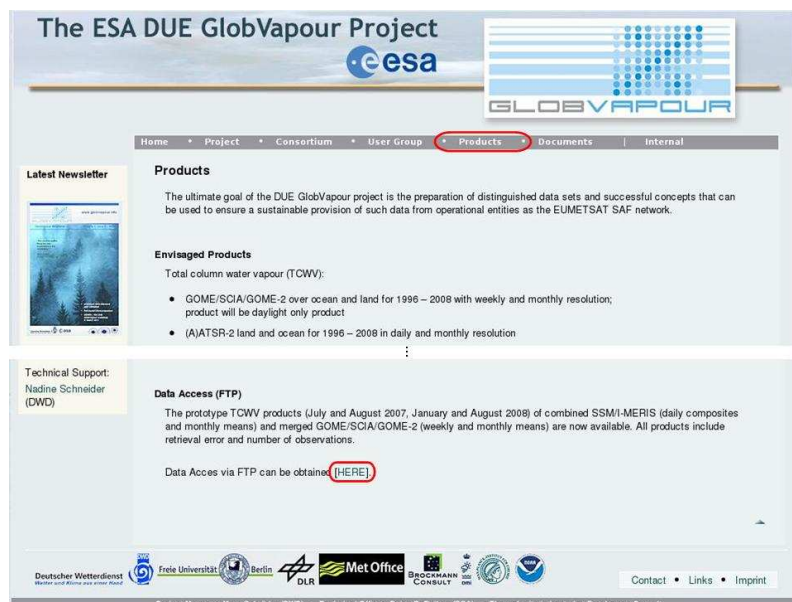 The ESA DUE GlobVapour Project
esa
GLOBVAPOUR
Home • Project • Consortium • User Group • Products • Documents | Internal
Latest Newsletter
Products
The ultimate goal of the DUE GlobVapour project is the preparation of distinguished data sets and successful concepts that can
be used to ensure a sustainable provision of such data from operational entities as the EUMETSAT SAF network.
Envisaged Products
Total column water vapour (TCWV):
• GOME/SCIA/GOME-2 over ocean and land for 1996 – 2008 with weekly and monthly resolution;
product will be daylight only product
• (A)ATSR-2 land and ocean for 1996 – 2008 in daily and monthly resolution
⋮
Technical Support:
Nadine Schneider
(DWD)
Data Access (FTP)
The prototype TCWV products (July and August 2007, January and August 2008) of combined SSM/I-MERIS (daily composites
and monthly means) and merged GOME/SCIA/GOME-2 (weekly and monthly means) are now available. All products include
retrieval error and number of observations.
Data Acces via FTP can be obtained [HERE].
Deutscher Wetterdienst
Wetter und Klima aus einer Hand
DWD
Freie Universität Berlin
DLR
Met Office
BROCKMANN
CONSULT
NOAA
Contact • Links • Imprint